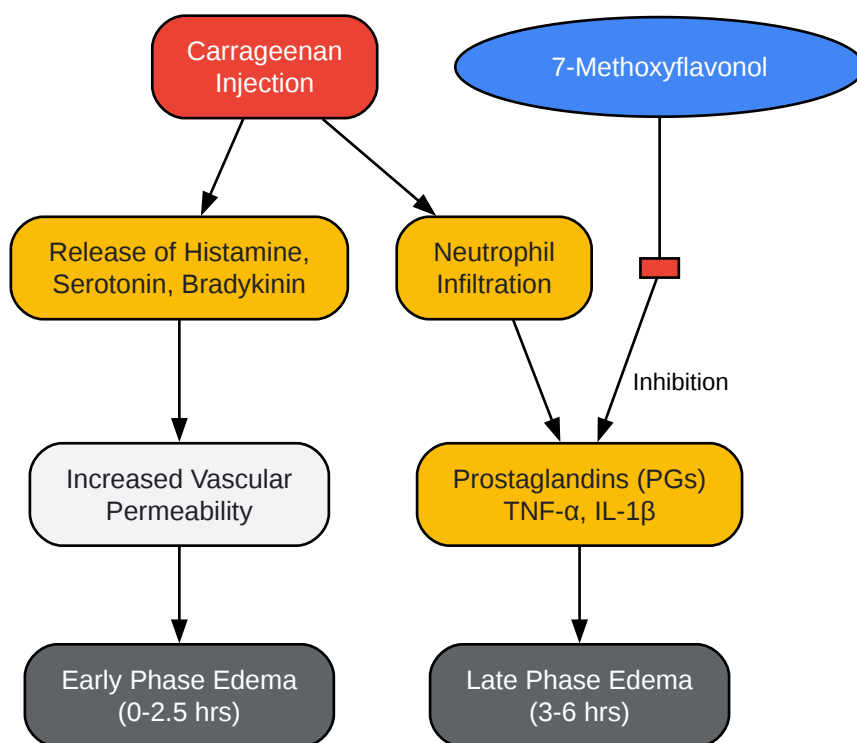 Carrageenan
Injection
7-Methoxyflavonol
Release of Histamine,
Serotonin, Bradykinin
Neutrophil
Infiltration
Inhibition
Increased Vascular
Permeability
Prostaglandins (PGs)
TNF-α, IL-1β
Early Phase Edema
(0-2.5 hrs)
Late Phase Edema
(3-6 hrs)